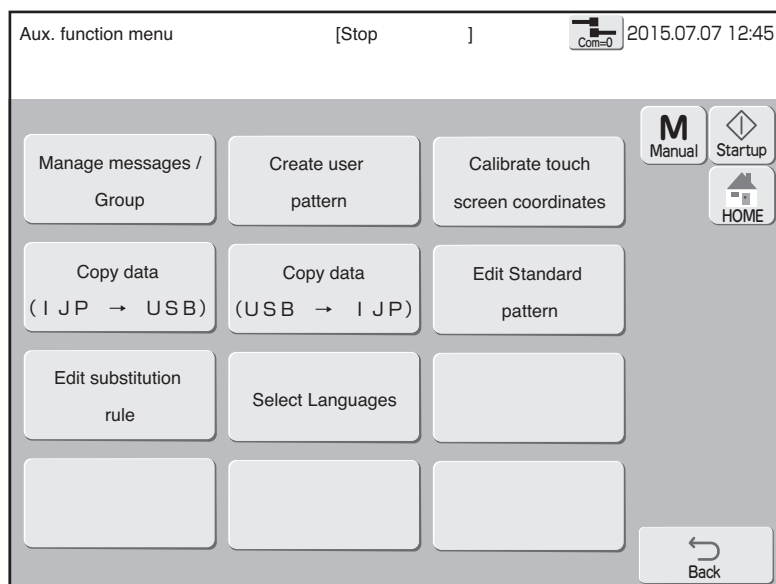 Aux. function menu [Stop ] Com=0 2015.07.07 12:45
M
Manual
Startup
HOME
Manage messages /
Group
Create user
pattern
Calibrate touch
screen coordinates
Copy data
(IJP → USB)
Copy data
(USB → IJP)
Edit Standard
pattern
Edit substitution
rule
Select Languages
Back